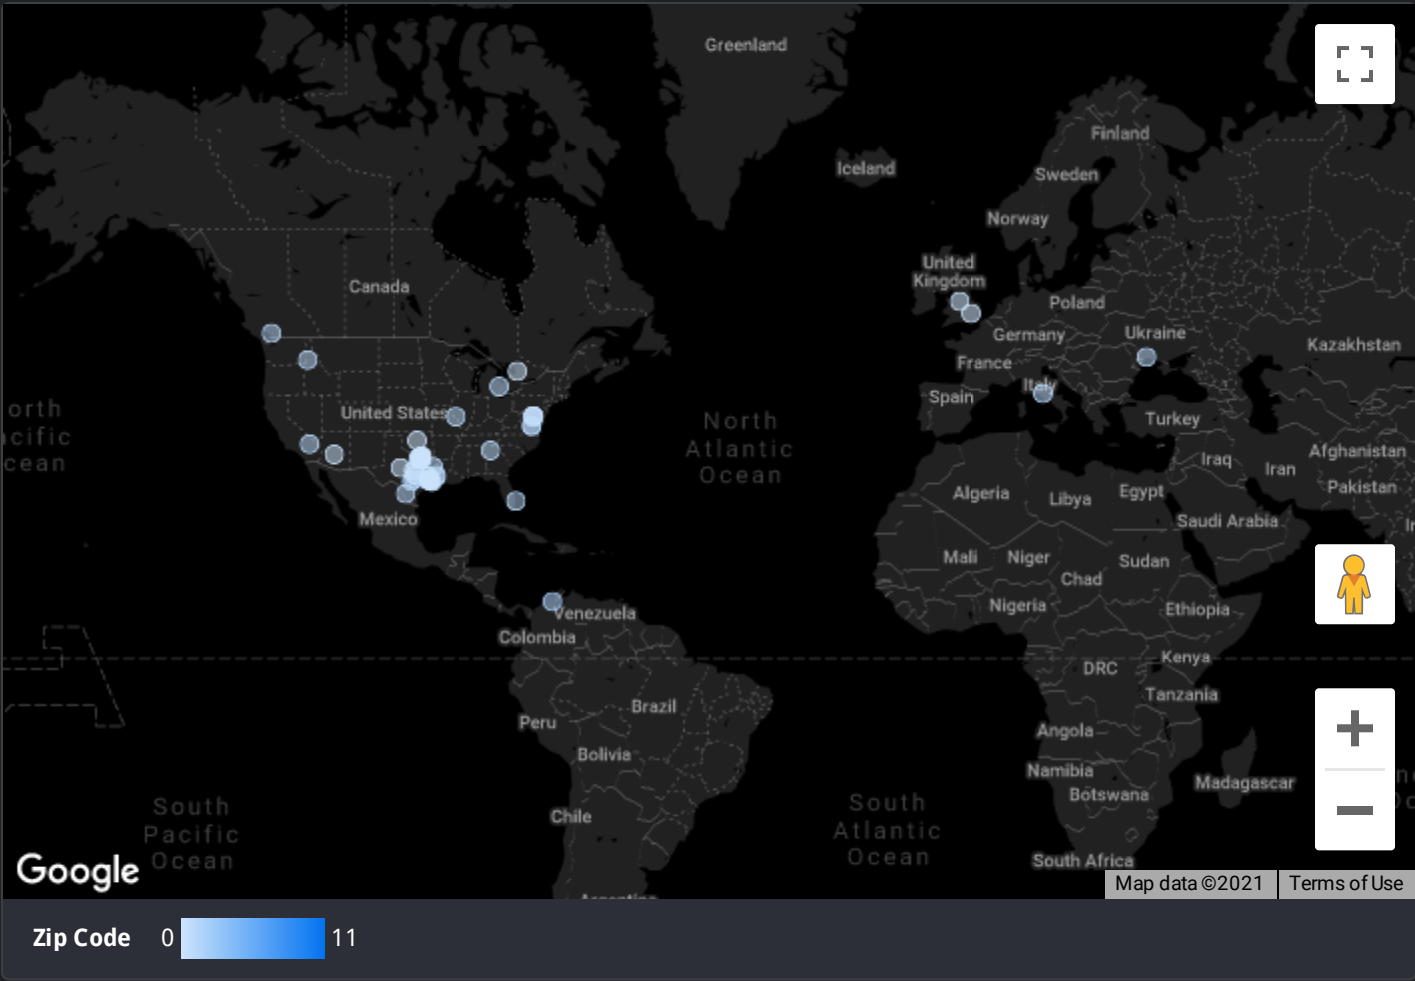 Greenland
Finland
Iceland
Sweden
Norway
United
Kingdom
Canada
Poland
Ukraine
Germany
Kazakhstan
France
Italy
United States
Spain
North
Atlantic
Ocean
orth
cific
cean
Turkey
Afghanistan
Iraq
Iran
Pakistan
Algeria
Libya
Egypt
Mexico
Saudi Arabia
Mali
Niger
Sudan
Chad
Nigeria
Ethiopia
Venezuela
Colombia
Kenya
DRC
Tanzania
Brazil
Peru
Angola
Bolivia
Namibia
Madagascar
Botswana
South
Pacific
Ocean
Chile
South
Atlantic
Ocean
South Africa
Argentina
Google
Map data ©2021
Terms of Use
Zip Code 0 11